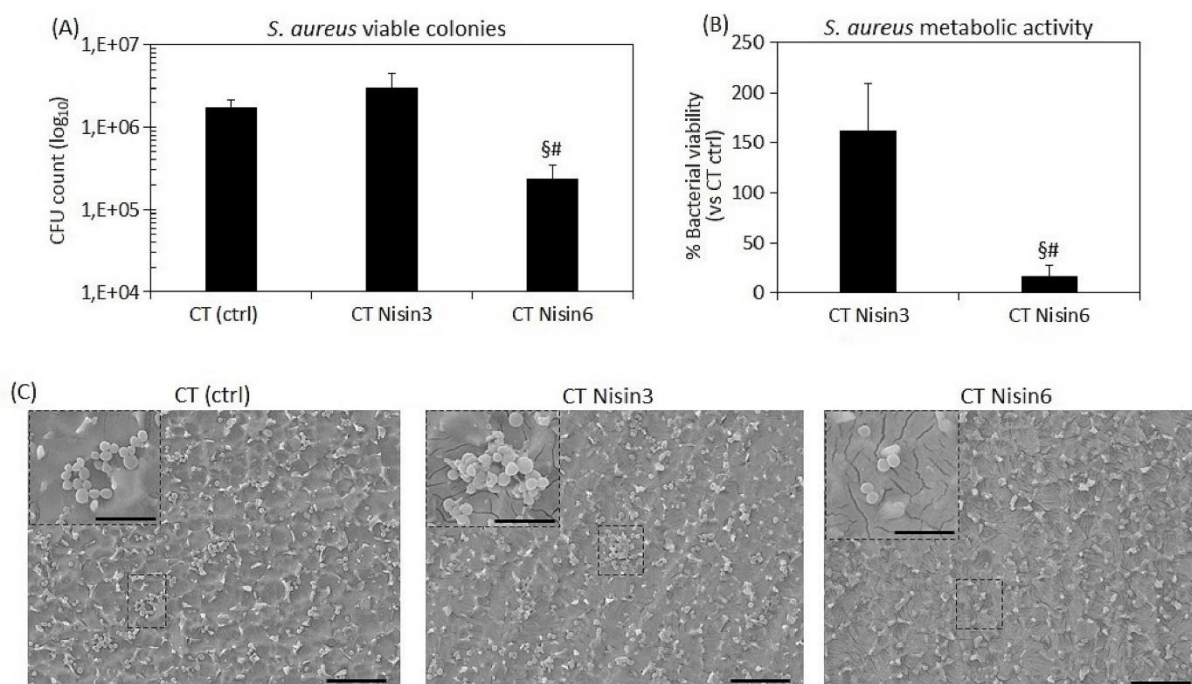 (A)
S. aureus viable colonies
CFU count (log₁₀)
1,E+07
1,E+06
1,E+05
1,E+04
§#
CT (ctrl)
CT Nisin3
CT Nisin6
(B)
S. aureus metabolic activity
% Bacterial viability
(vs CT ctrl)
250
200
150
100
50
0
§#
CT Nisin3
CT Nisin6
(C)
CT (ctrl)
CT Nisin3
CT Nisin6